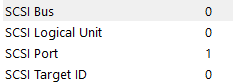 SCSI Bus 0
SCSI Logical Unit 0
SCSI Port 1
SCSI Target ID 0